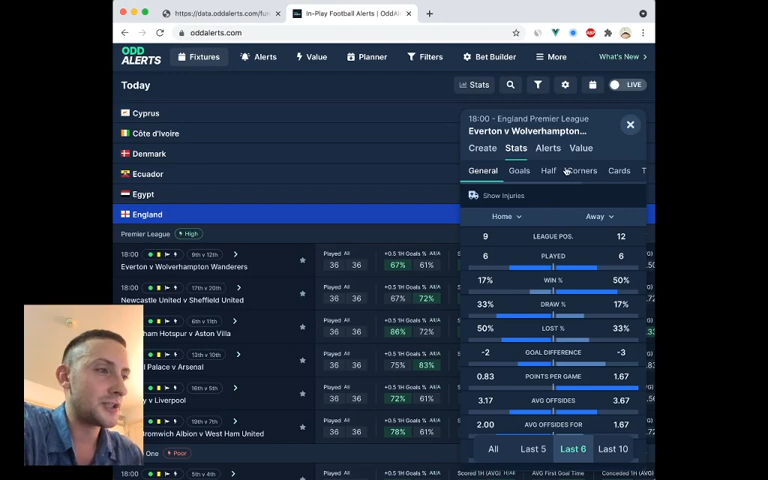 https://data.oddalerts.com/fu
In-Play Football Alerts | OddAl
oddalerts.com
ODD ALERTS
Fixtures
Alerts
Value
Planner
Filters
Bet Builder
More
What's New
Today
Stats
LIVE
Cyprus
Côte d'Ivoire
Denmark
Ecuador
Egypt
England
Premier League High
18:00 9th v 12th
Everton v Wolverhampton Wanderers
Played All
36 36
+0.5 1H Goals % All/A
67% 61%
18:00 17th v 20th
Newcastle United v Sheffield United
Played All
36 36
+0.5 1H Goals % All/A
67% 72%
6th v 11th
ham Hotspur v Aston Villa
Played All
36 36
+0.5 1H Goals % All/A
86% 72%
13th v 10th
l Palace v Arsenal
Played All
36 36
+0.5 1H Goals % All/A
75% 83%
16th v 5th
y v Liverpool
Played All
36 36
+0.5 1H Goals % All/A
72% 61%
19th v 7th
romwich Albion v West Ham United
Played All
36 36
+0.5 1H Goals % All/A
78% 61%
One Poor
18:00 5th v 4th
Played All
+0.5 1H Goals % All/A
Scored 1H (AVG) H/A
AVG First Goal Time
Conceded 1H (AVG)
18:00 - England Premier League
Everton v Wolverhampton...
Create Stats Alerts Value
General Goals Half Corners Cards T
Show Injuries
Home Away
9 LEAGUE POS. 12
6 PLAYED 6
17% WIN % 50%
33% DRAW % 17%
50% LOST % 33%
-2 GOAL DIFFERENCE -3
0.83 POINTS PER GAME 1.67
3.17 AVG OFFSIDES 3.67
2.00 AVG OFFSIDES FOR 1.67
All Last 5 Last 6 Last 10